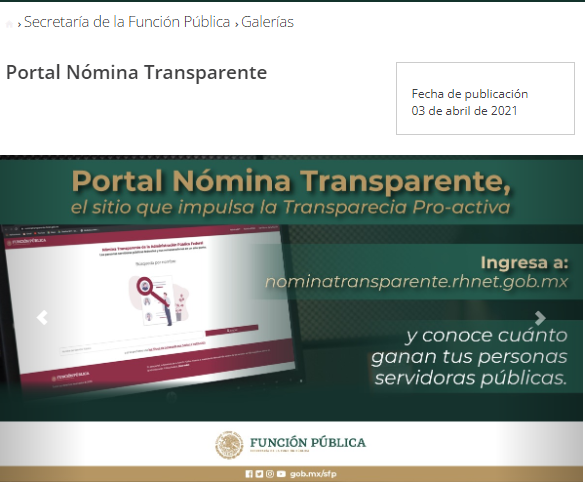 › Secretaría de la Función Pública › Galerías
Portal Nómina Transparente
Fecha de publicación
03 de abril de 2021
Portal Nómina Transparente,
el sitio que impulsa la Transparecia Pro-activa
FUNCIÓN PÚBLICA
Nómina Transparente de la Administración Pública Federal
Ingresa a:
nominatransparente.rhnet.gob.mx
y conoce cuánto
ganan tus personas
servidoras públicas.
FUNCIÓN PÚBLICA
gob.mx/sfp